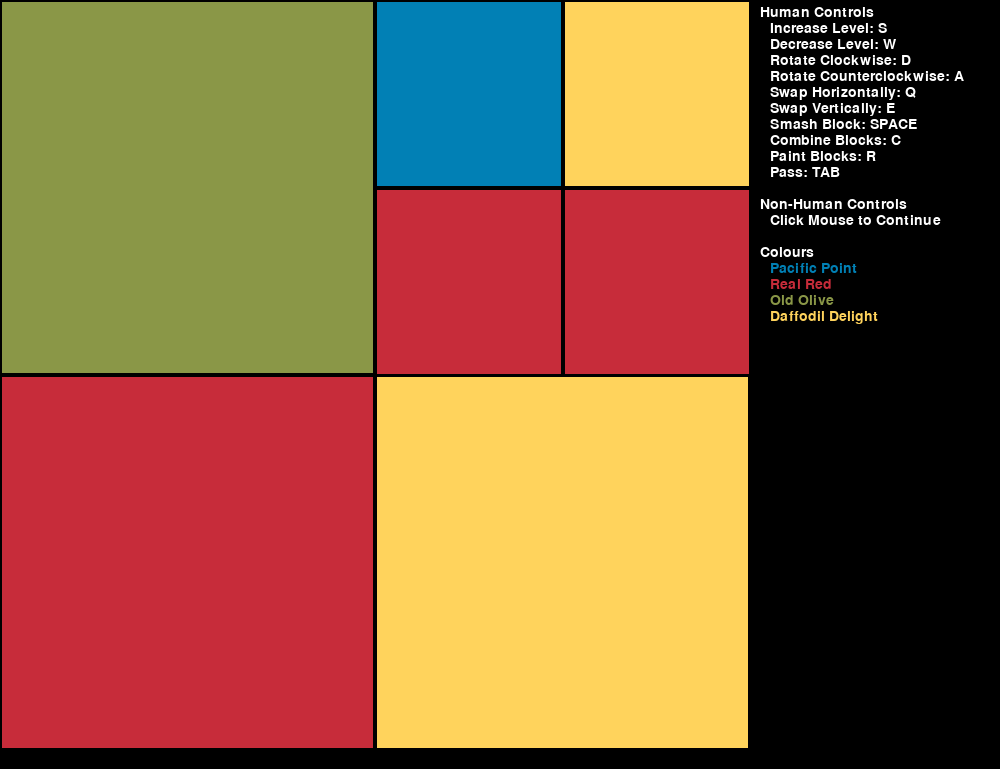 Human Controls
Increase Level: S
Decrease Level: W
Rotate Clockwise: D
Rotate Counterclockwise: A
Swap Horizontally: Q
Swap Vertically: E
Smash Block: SPACE
Combine Blocks: C
Paint Blocks: R
Pass: TAB
Non-Human Controls
Click Mouse to Continue
Colours
Pacific Point
Real Red
Old Olive
Daffodil Delight